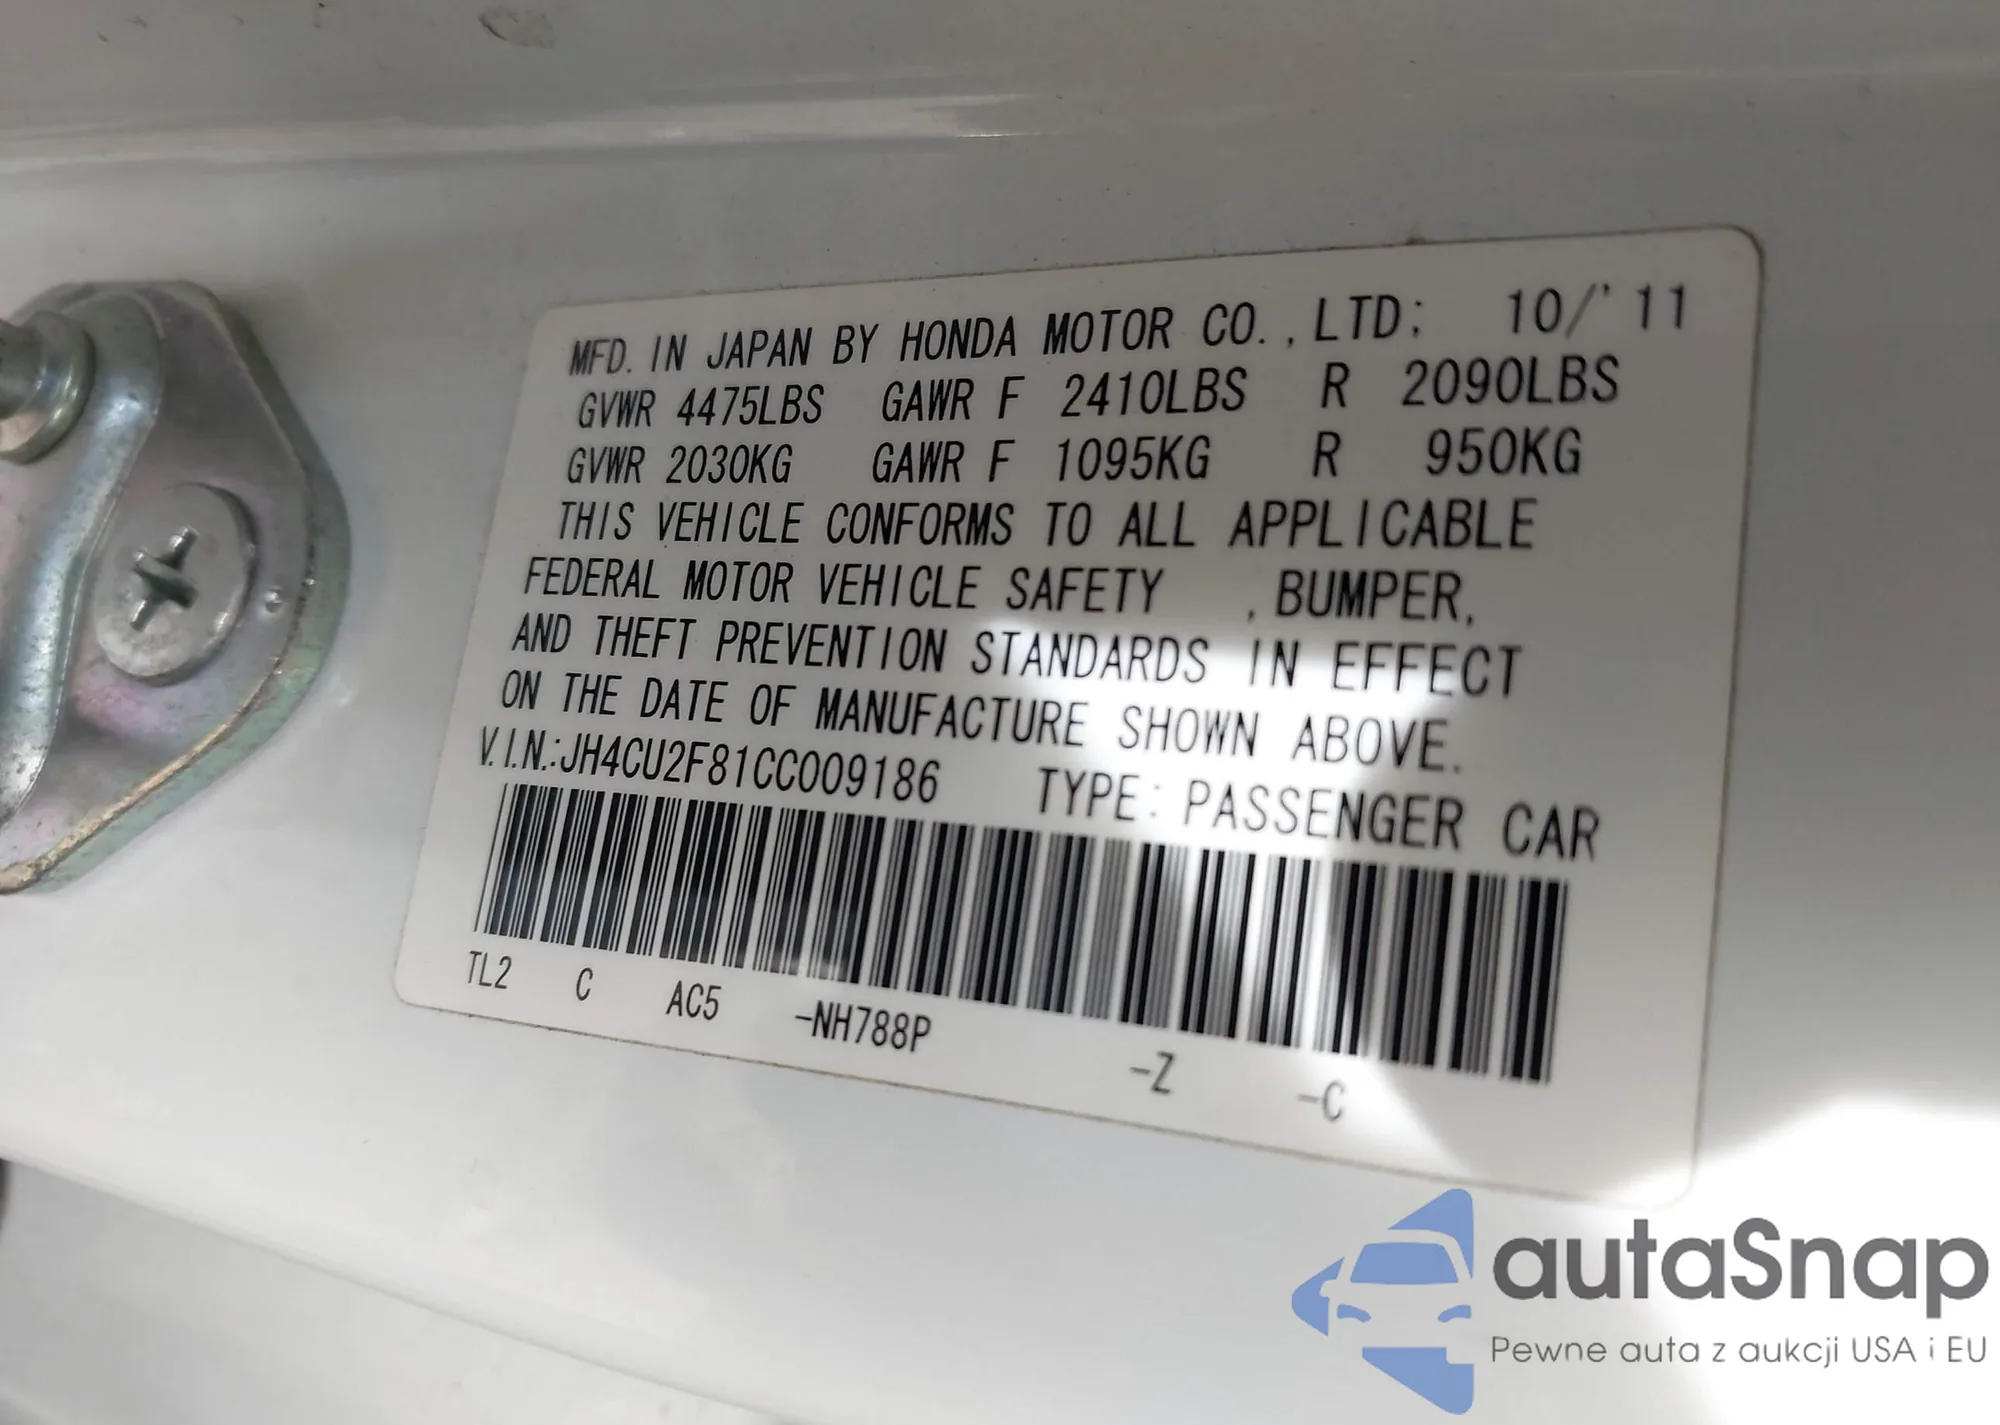 MFD. IN JAPAN BY HONDA MOTOR CO., LTD; 10/'11
GVWR 4475LBS GAWR F 2410LBS R 2090LBS
GVWR 2030KG GAWR F 1095KG R 950KG
THIS VEHICLE CONFORMS TO ALL APPLICABLE
FEDERAL MOTOR VEHICLE SAFETY , BUMPER,
AND THEFT PREVENTION STANDARDS IN EFFECT
ON THE DATE OF MANUFACTURE SHOWN ABOVE.
V.I.N.:JH4CU2F81CC009186 TYPE: PASSENGER CAR
TL2 C AC5 -NH788P -Z -C
autaSnap
Pewne auta z aukcji USA i EU